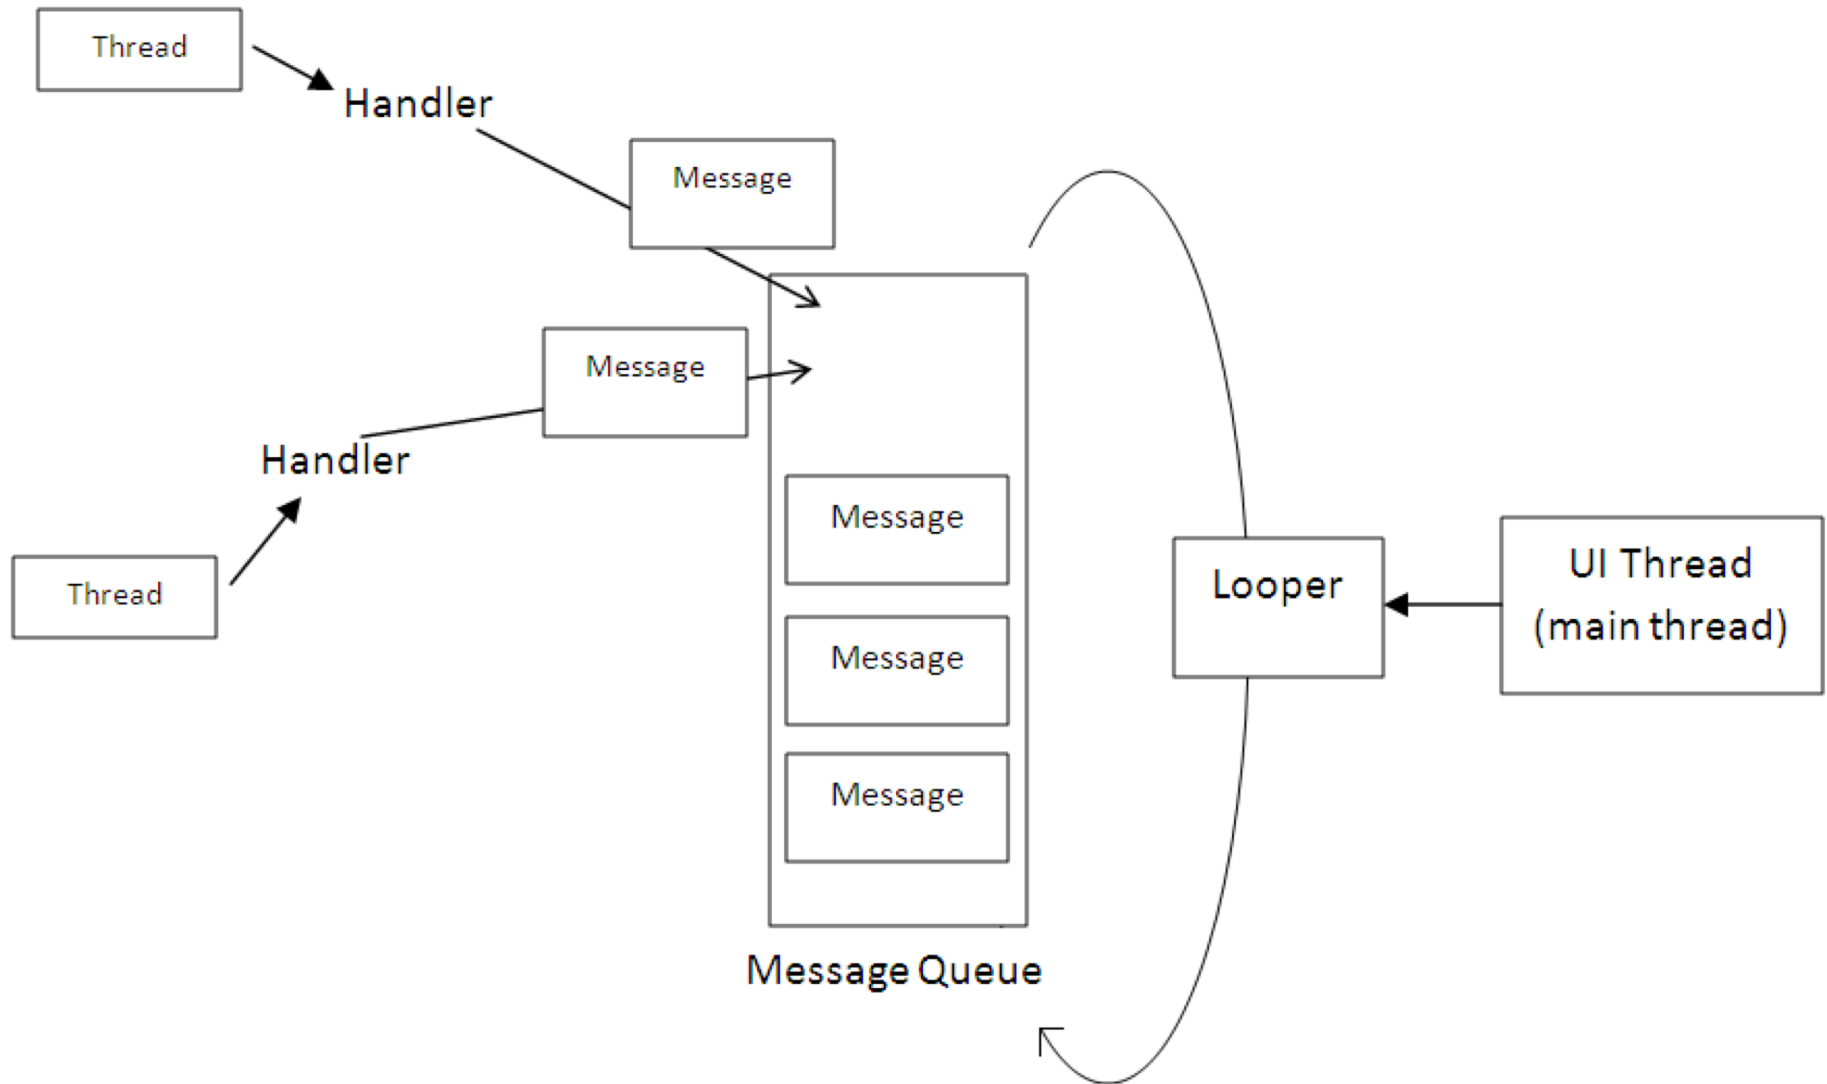 Thread
Handler
Message
Message
Handler
Thread
Message
Message
Message
Message Queue
Looper
UI Thread
(main thread)